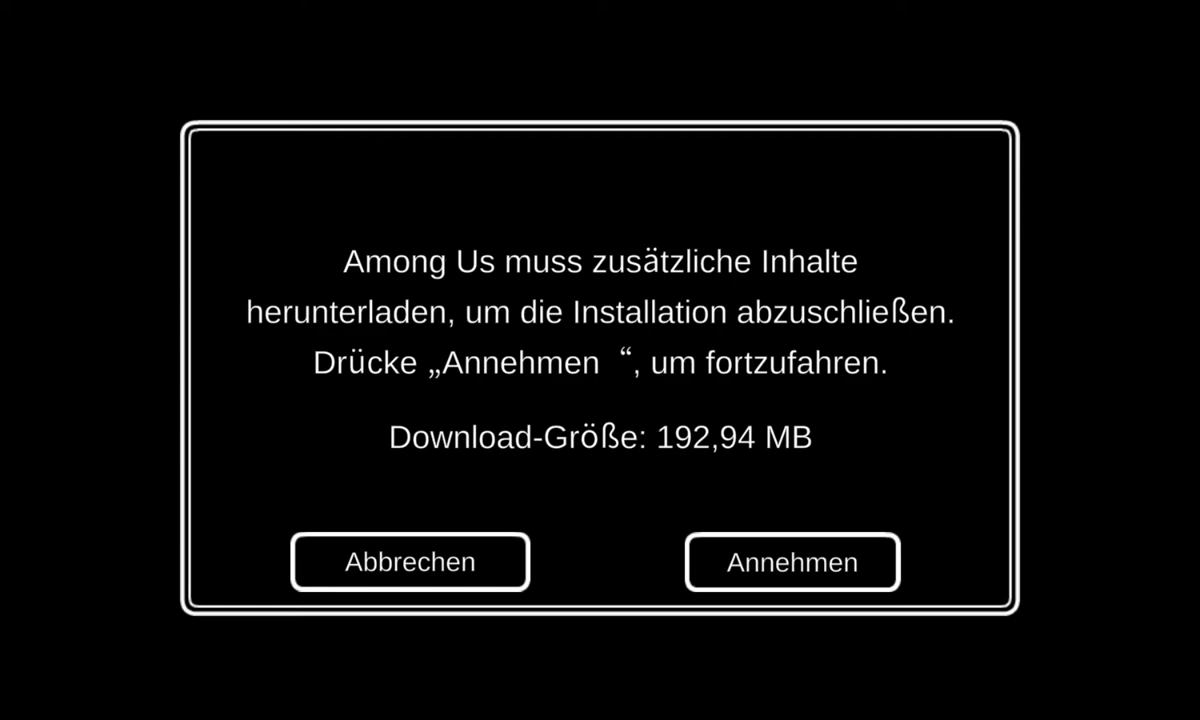 Among Us muss zusätzliche Inhalte
herunterladen, um die Installation abzuschließen.
Drücke „Annehmen “, um fortzufahren.
Download-Größe: 192,94 MB
Abbrechen
Annehmen